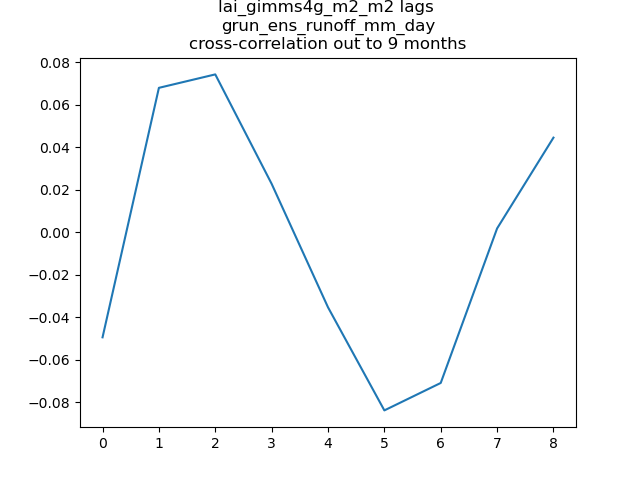 lai_gimms4g_m2_m2 lags
grun_ens_runoff_mm_day
cross-correlation out to 9 months
0.08
0.06
0.04
0.02
0.00
−0.02
−0.04
−0.06
−0.08
0 1 2 3 4 5 6 7 8